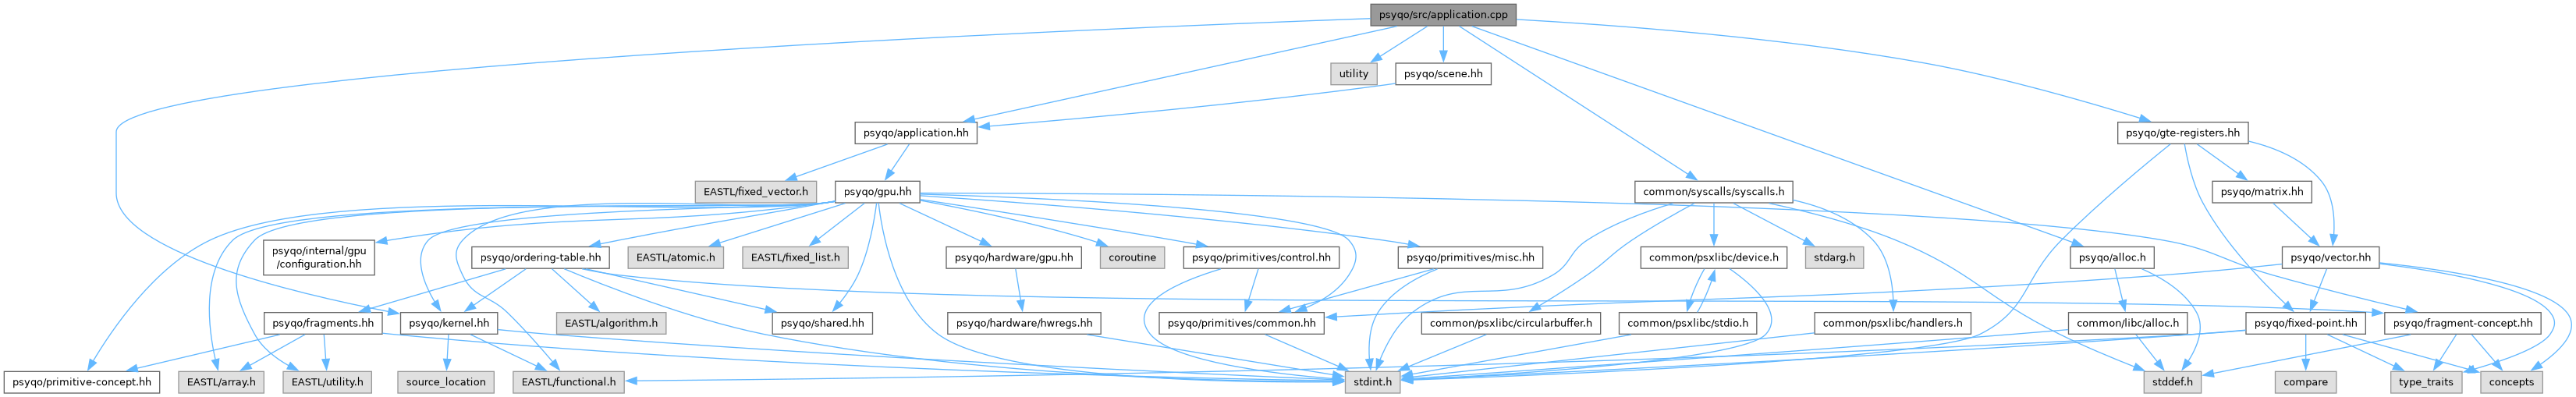 psyqo/src/application.cpp
utility
psyqo/scene.hh
psyqo/application.hh
psyqo/gte-registers.hh
EASTL/fixed_vector.h
psyqo/gpu.hh
common/syscalls/syscalls.h
psyqo/matrix.hh
psyqo/internal/gpu
/configuration.hh
psyqo/ordering-table.hh
EASTL/atomic.h
EASTL/fixed_list.h
psyqo/hardware/gpu.hh
coroutine
psyqo/primitives/control.hh
psyqo/primitives/misc.hh
common/psxlibc/device.h
stdarg.h
psyqo/alloc.h
psyqo/vector.hh
psyqo/fragments.hh
psyqo/kernel.hh
EASTL/algorithm.h
psyqo/shared.hh
psyqo/hardware/hwregs.hh
psyqo/primitives/common.hh
common/psxlibc/circularbuffer.h
common/psxlibc/stdio.h
common/psxlibc/handlers.h
common/libc/alloc.h
psyqo/fixed-point.hh
psyqo/fragment-concept.hh
psyqo/primitive-concept.hh
EASTL/array.h
EASTL/utility.h
source_location
EASTL/functional.h
stdint.h
stddef.h
compare
type_traits
concepts